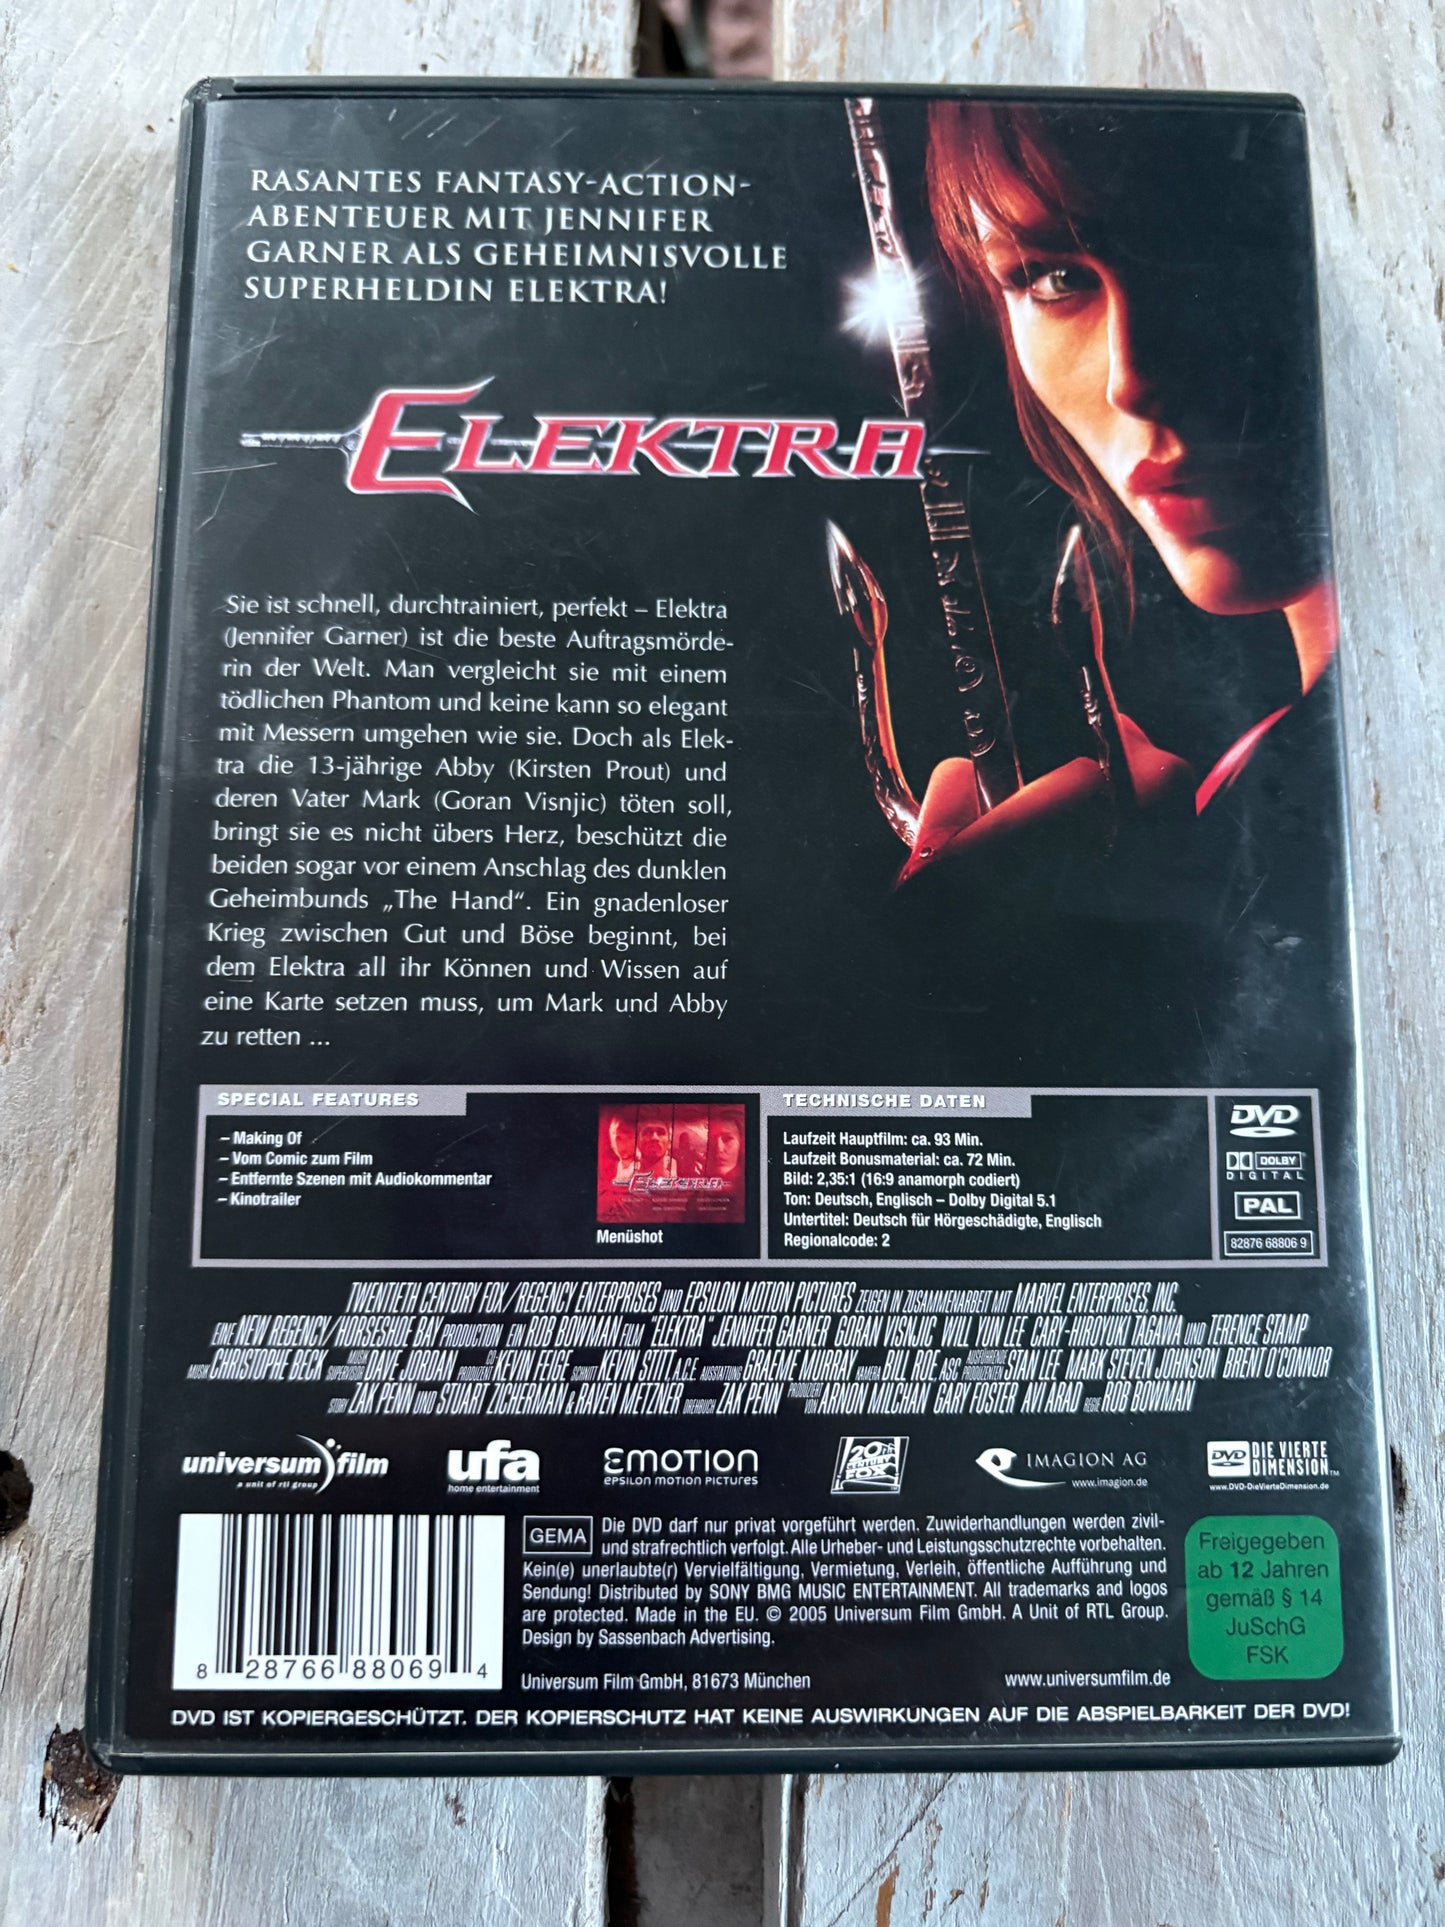 RASANTES FANTASY-ACTION-
ABENTEUER MIT JENNIFER
GARNER ALS GEHEIMNISVOLLE
SUPERHELDIN ELEKTRA!
ELEKTRA
Sie ist schnell, durchtrainiert, perfekt – Elektra
(Jennifer Garner) ist die beste Auftragsmörde-
rin der Welt. Man vergleicht sie mit einem
tödlichen Phantom und keine kann so elegant
mit Messern umgehen wie sie. Doch als Elek-
tra die 13-jährige Abby (Kirsten Prout) und
deren Vater Mark (Goran Visnjic) töten soll,
bringt sie es nicht übers Herz, beschützt die
beiden sogar vor einem Anschlag des dunklen
Geheimbunds „The Hand“. Ein gnadenloser
Krieg zwischen Gut und Böse beginnt, bei
dem Elektra all ihr Können und Wissen auf
eine Karte setzen muss, um Mark und Abby
zu retten ...
SPECIAL FEATURES
– Making Of
– Vom Comic zum Film
– Entfernte Szenen mit Audiokommentar
– Kinotrailer
ELEKTRA
Menüshot
TECHNISCHE DATEN
Laufzeit Hauptfilm: ca. 93 Min.
Laufzeit Bonusmaterial: ca. 72 Min.
Bild: 2,35:1 (16:9 anamorph codiert)
Ton: Deutsch, Englisch – Dolby Digital 5.1
Untertitel: Deutsch für Hörgeschädigte, Englisch
Regionalcode: 2
DVD
DOLBY
DIGITAL
PAL
82876 68806 9
TWENTIETH CENTURY FOX/REGENCY ENTERPRISES UND EPSILON MOTION PICTURES ZEIGEN IN ZUSAMMENARBEIT MIT MARVEL ENTERPRISES, INC.
EINE NEW REGENCY/HORSESHOE BAY PRODUCTION EIN ROB BOWMAN FILM "ELEKTRA" JENNIFER GARNER GORAN VISNJIC WILL YUN LEE CARY-HIROYUKI TAGAWA UND TERENCE STAMP
MUSIK CHRISTOPHE BECK MUSIK SUPERVISOR DAVE JORDAN CO-PRODUZENT KEVIN FEIGE SCHNITT KEVIN STITT, A.C.E. AUSSTATTUNG GRAEME MURRAY KAMERA BILL ROE, ASC AUSFÜHRENDE PRODUZENTEN STAN LEE MARK STEVEN JOHNSON BRENT O'CONNOR
STORY ZAK PENN UND STUART ZICHERMAN & RAVEN METZNER DREHBUCH ZAK PENN PRODUZIERT VON ARNON MILCHAN GARY FOSTER AVI ARAD REGIE ROB BOWMAN
universum film
a unit of rtl group
ufa
home entertainment
EMOTION
EPSILON MOTION PICTURES
20TH CENTURY FOX
IMAGION AG
www.imagion.de
DVD DIE VIERTE DIMENSION™
www.DVD-DieVierteDimension.de
8 28766 88069 4
GEMA
Die DVD darf nur privat vorgeführt werden. Zuwiderhandlungen werden zivil-
und strafrechtlich verfolgt. Alle Urheber- und Leistungsschutzrechte vorbehalten.
Kein(e) unerlaubte(r) Vervielfältigung, Vermietung, Verleih, öffentliche Aufführung und
Sendung! Distributed by SONY BMG MUSIC ENTERTAINMENT. All trademarks and logos
are protected. Made in the EU. © 2005 Universum Film GmbH. A Unit of RTL Group.
Design by Sassenbach Advertising.
Universum Film GmbH, 81673 München
www.universumfilm.de
Freigegeben
ab 12 Jahren
gemäß § 14
JuSchG
FSK
DVD IST KOPIERGESCHÜTZT. DER KOPIERSCHUTZ HAT KEINE AUSWIRKUNGEN AUF DIE ABSPIELBARKEIT DER DVD!